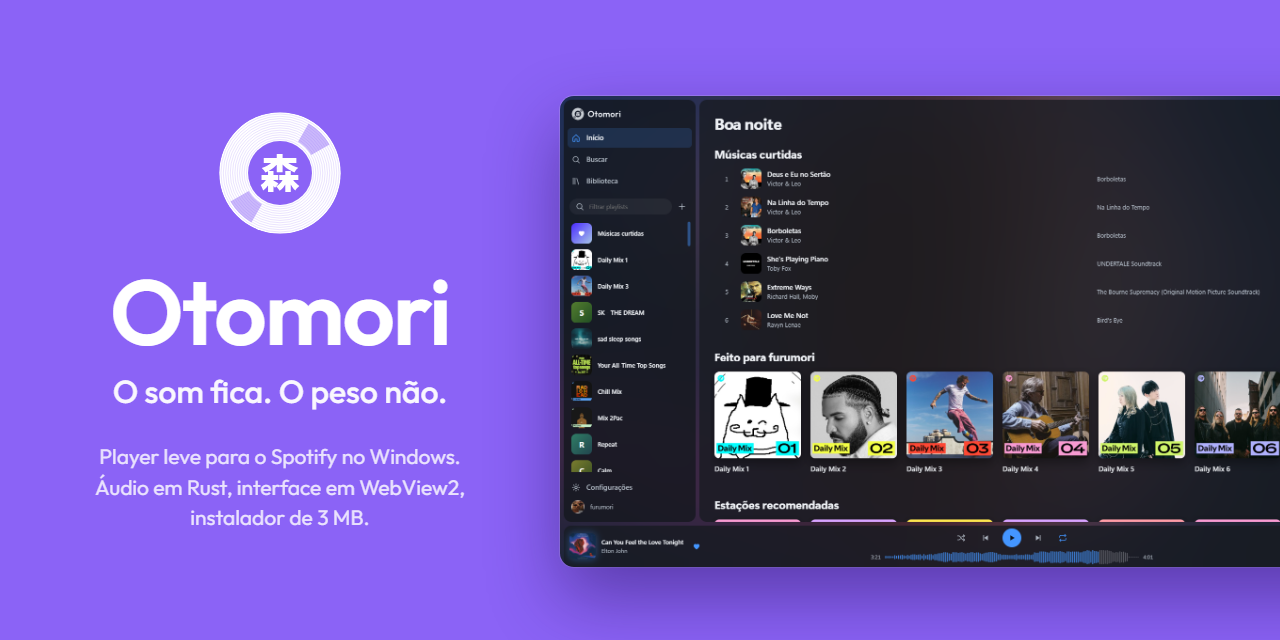 森
Otomori
O som fica. O peso não.
Player leve para o Spotify no Windows.
Áudio em Rust, interface em WebView2,
instalador de 3 MB.
Otomori
Início
Buscar
Biblioteca
Filtrar playlists
Músicas curtidas
Daily Mix 1
Daily Mix 3
S
SK THE DREAM
sad sleep songs
Your All Time Top Songs
Chill Mix
Mix 2Pac
R
Repeat
Calm
Configurações
furumori
Boa noite
Músicas curtidas
1
Deus e Eu no Sertão
Victor & Leo
Borboletas
2
Na Linha do Tempo
Victor & Leo
Na Linha do Tempo
3
Borboletas
Victor & Leo
Borboletas
4
She's Playing Piano
Toby Fox
UNDERTALE Soundtrack
5
Extreme Ways
Richard Hall, Moby
The Bourne Supremacy (Original Motion Picture Soundtrack)
6
Love Me Not
Ravyn Lenae
Bird's Eye
Feito para furumori
Daily Mix 01
Daily Mix 02
Daily Mix 03
Daily Mix 04
Daily Mix 05
Daily Mix 06
Daily Mix 1
Daily Mix 2
Daily Mix 3
Daily Mix 4
Daily Mix 5
Daily Mix 6
Estações recomendadas
Can You Feel the Love Tonight
Elton John
3:21
4:01